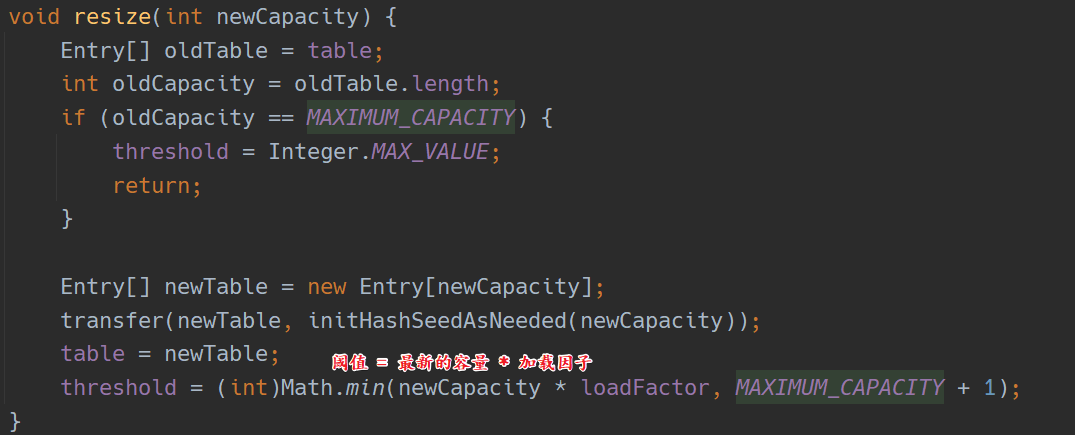 void resize(int newCapacity) {
    Entry[] oldTable = table;
    int oldCapacity = oldTable.length;
    if (oldCapacity == MAXIMUM_CAPACITY) {
        threshold = Integer.MAX_VALUE;
        return;
    }

    Entry[] newTable = new Entry[newCapacity];
    transfer(newTable, initHashSeedAsNeeded(newCapacity));
    table = newTable;
阈值 = 最新的容量 * 加载因子
    threshold = (int)Math.min(newCapacity * loadFactor, MAXIMUM_CAPACITY + 1);
}